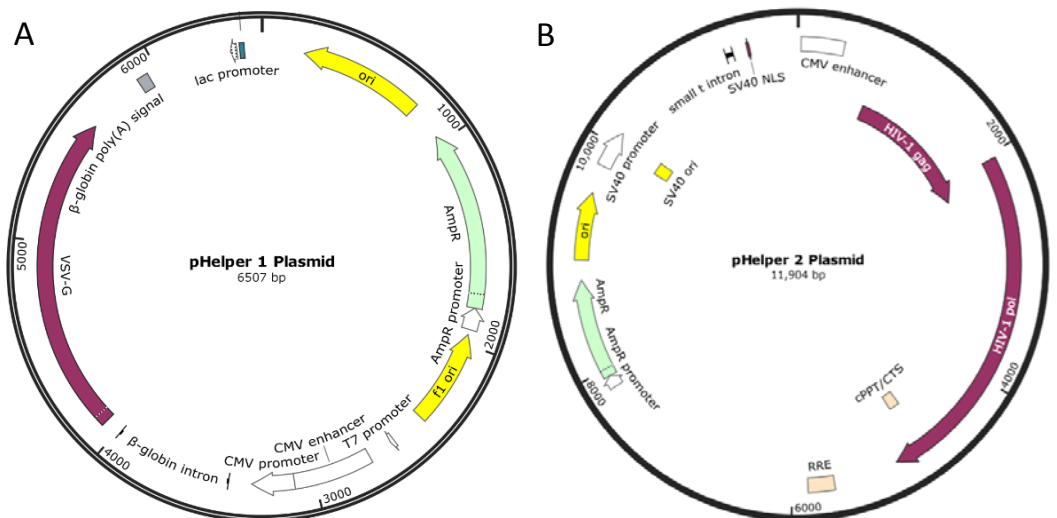 A
6000
lac promoter
ori
1000
β-globin poly(A) signal
AmpR
5000
VSV-G
pHelper 1 Plasmid
6507 bp
AmpR promoter
2000
f1 ori
T7 promoter
CMV enhancer
CMV promoter
β-globin intron
4000
3000
B
CMV enhancer
small t intron
SV40 NLS
HIV-1 gag
2000
10,000
SV40 promoter
SV40 ori
ori
pHelper 2 Plasmid
11,904 bp
HIV-1 pol
AmpR
AmpR promoter
8000
cPPT/CTS
4000
RRE
6000